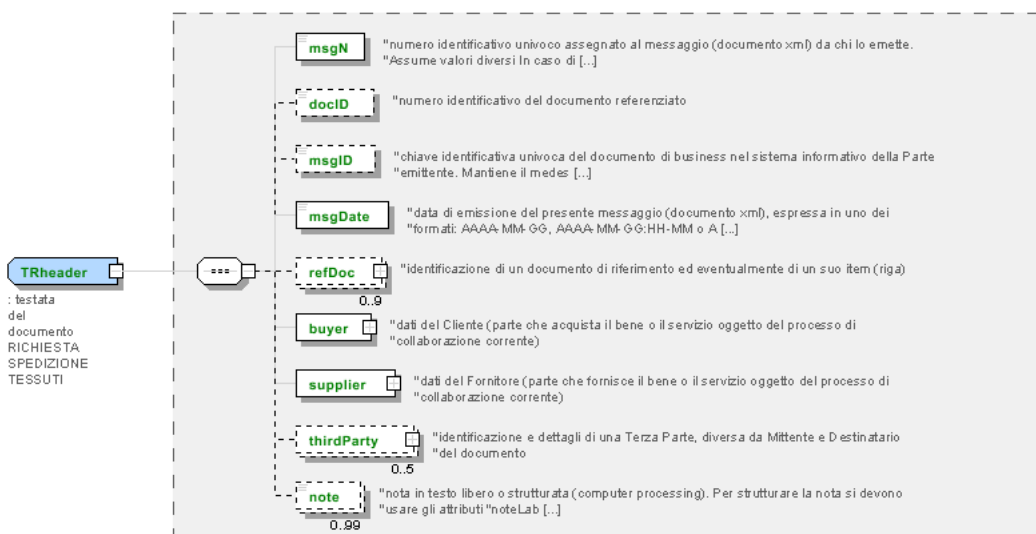 msgN
"numero identificativo univoco assegnato al messaggio (documento xml) da chi lo emette.
"Assume valori diversi In caso di [...]
docID
"numero identificativo del documento referenziato
msgID
"chiave identificativa univoca del documento di business nel sistema informativo della Parte
"emittente. Mantiene il medes [...]
msgDate
"data di emissione del presente messaggio (documento xml), espressa in uno dei
"formati: AAAA-MM-GG, AAAA-MM-GG:HH-MM o A [...]
TRheader
: testata
del
documento
RICHIESTA
SPEDIZIONE
TESSUTI
refDoc
"identificazione di un documento di riferimento ed eventualmente di un suo item (riga)
0..9
buyer
"dati del Cliente (parte che acquista il bene o il servizio oggetto del processo di
"collaborazione corrente)
supplier
"dati del Fornitore (parte che fornisce il bene o il servizio oggetto del processo di
"collaborazione corrente)
thirdParty
"identificazione e dettagli di una Terza Parte, diversa da Mittente e Destinatario
"del documento
0..5
note
"nota in testo libero o strutturata (computer processing). Per strutturare la nota si devono
"usare gli attributi "noteLab [...]
0..99